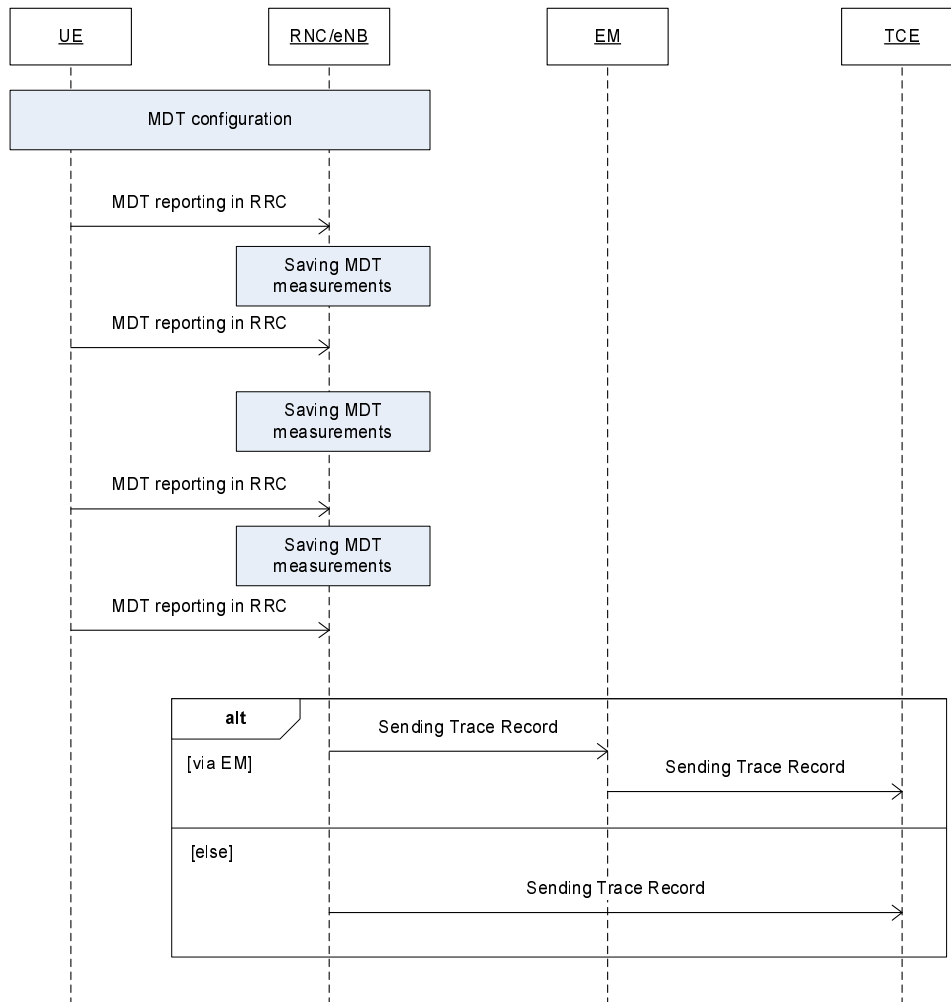 UE
RNC/eNB
EM
TCE
MDT configuration
MDT reporting in RRC
Saving MDT
measurements
MDT reporting in RRC
Saving MDT
measurements
MDT reporting in RRC
Saving MDT
measurements
MDT reporting in RRC
alt
Sending Trace Record
[via EM]
Sending Trace Record
[else]
Sending Trace Record